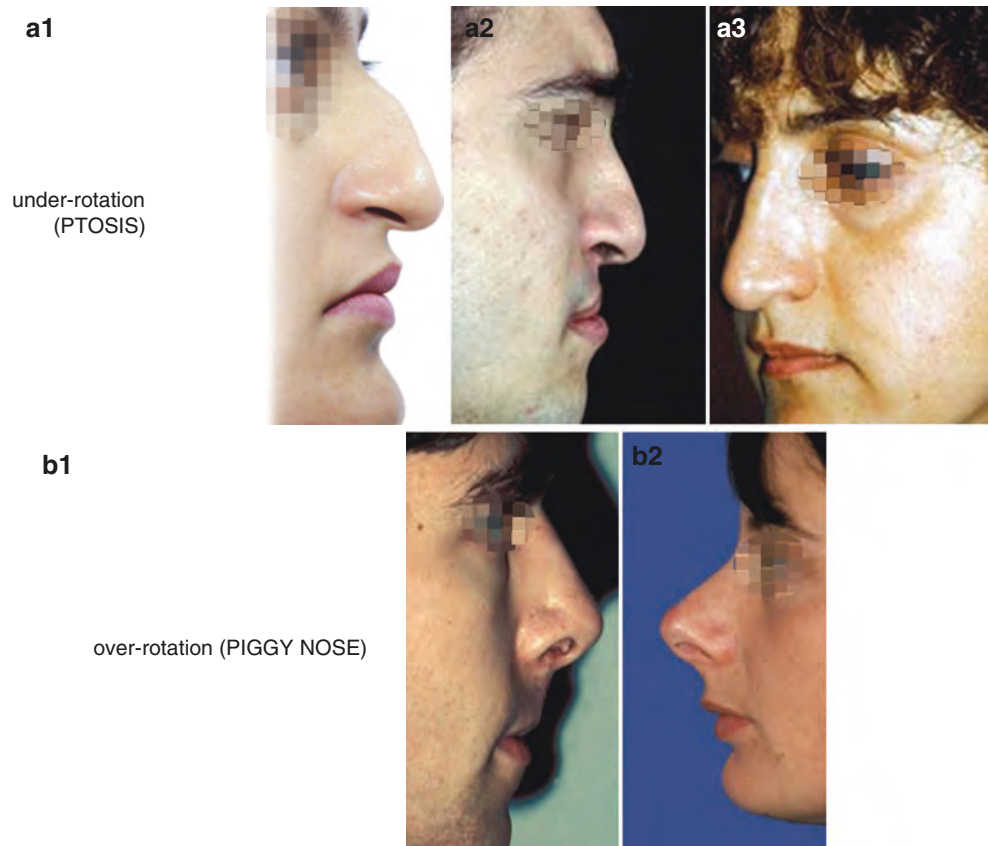 a1
a2
a3
under-rotation
(PTOSIS)
b1
b2
over-rotation (PIGGY NOSE)